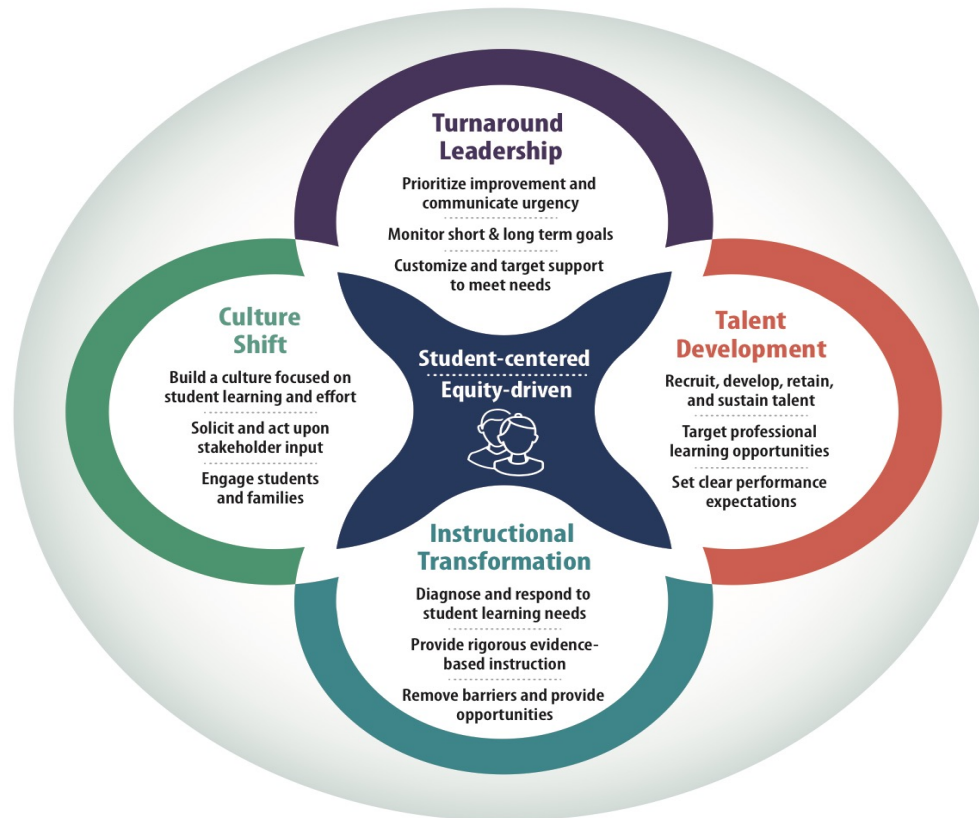 Turnaround
Leadership
Prioritize improvement and
communicate urgency
Monitor short & long term goals
Customize and target support
to meet needs
Culture
Shift
Build a culture focused on
student learning and effort
Solicit and act upon
stakeholder input
Engage students
and families
Student-centered
Equity-driven
Talent
Development
Recruit, develop, retain,
and sustain talent
Target professional
learning opportunities
Set clear performance
expectations
Instructional
Transformation
Diagnose and respond to
student learning needs
Provide rigorous evidence-
based instruction
Remove barriers and provide
opportunities